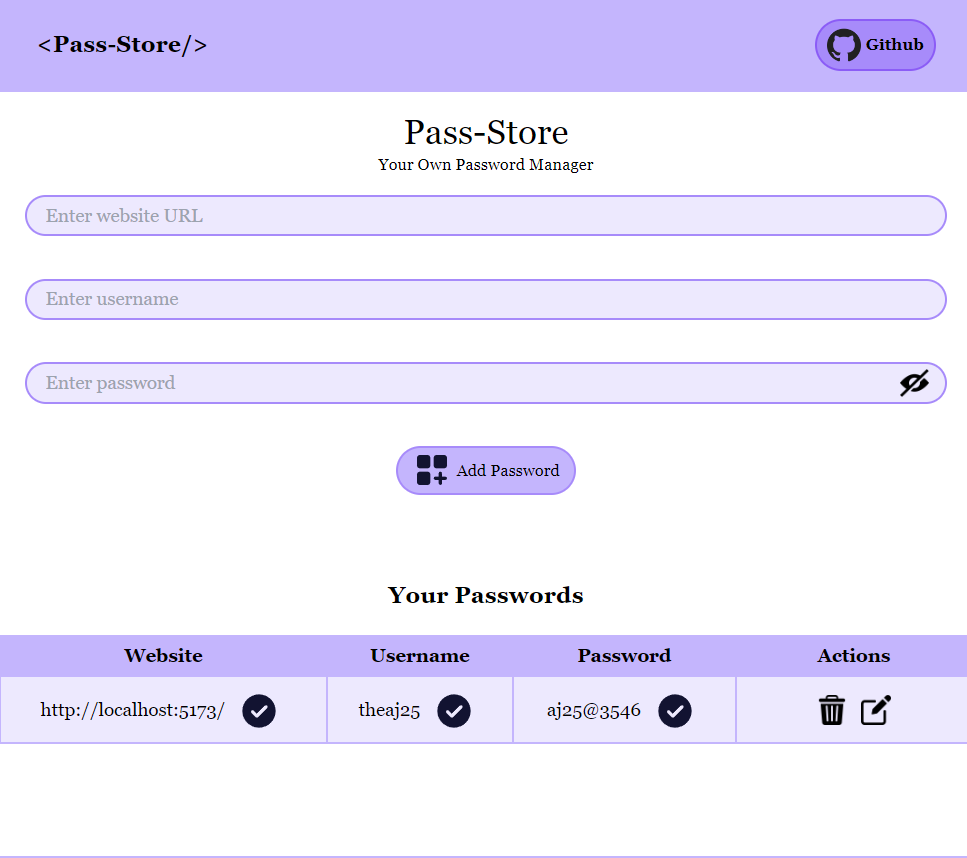 <Pass-Store/>
Github
Pass-Store
Your Own Password Manager
Enter website URL
Enter username
Enter password
Add Password
Your Passwords
Website Username Password Actions
http://localhost:5173/ theaj25 aj25@3546